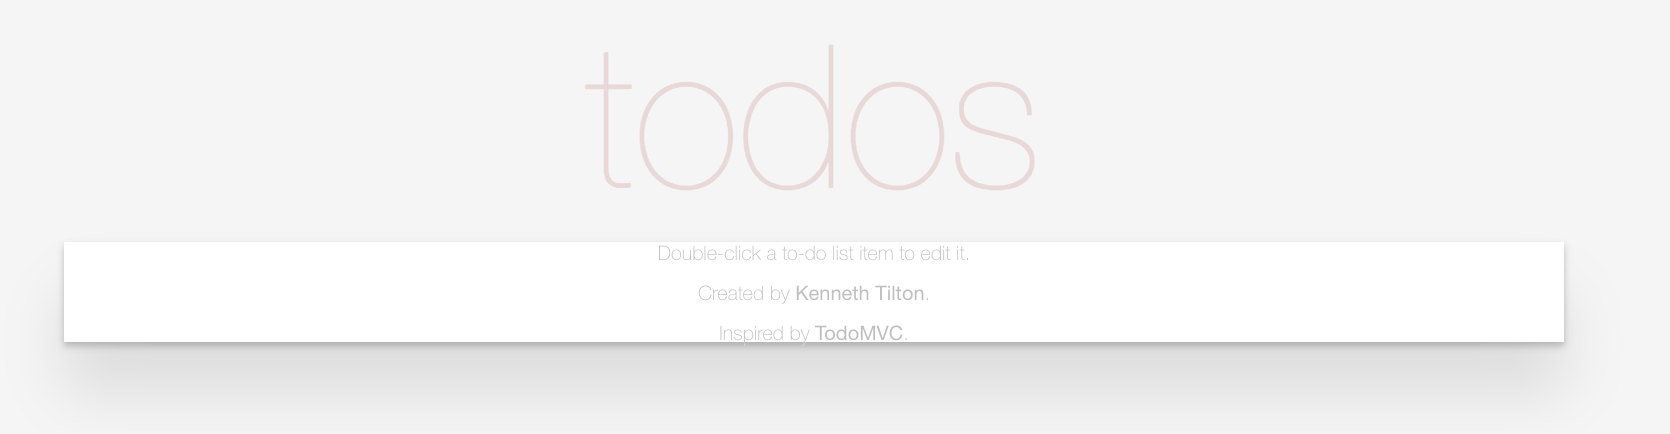 todos
Double-click a to-do list item to edit it.
Created by Kenneth Tilton.
Inspired by TodoMVC.